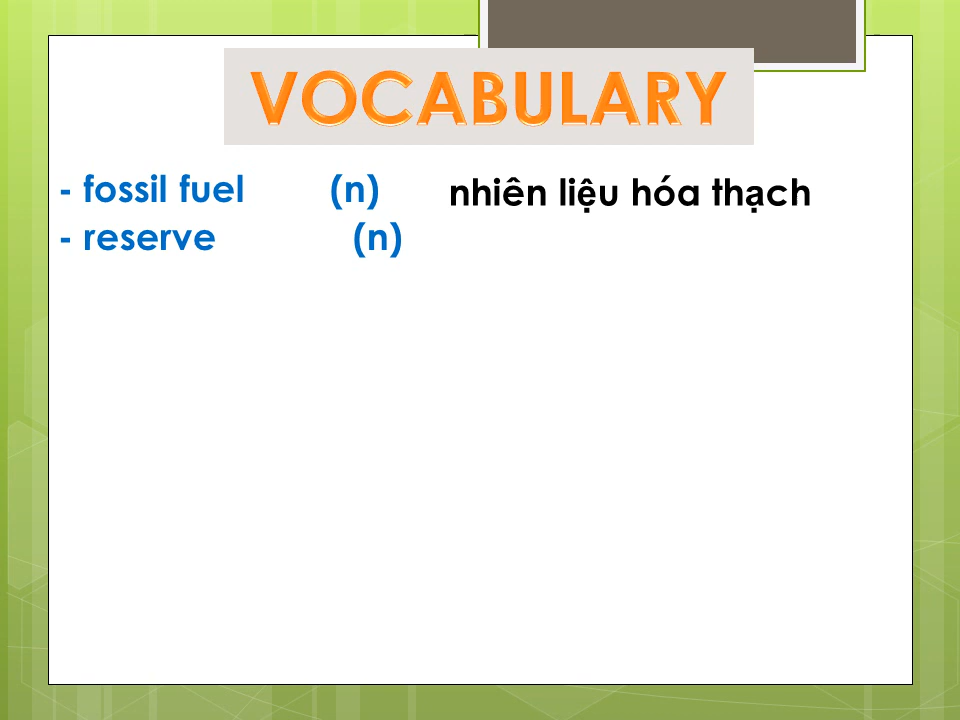 VOCABULARY
- fossil fuel (n) nhiên liệu hóa thạch
- reserve (n)